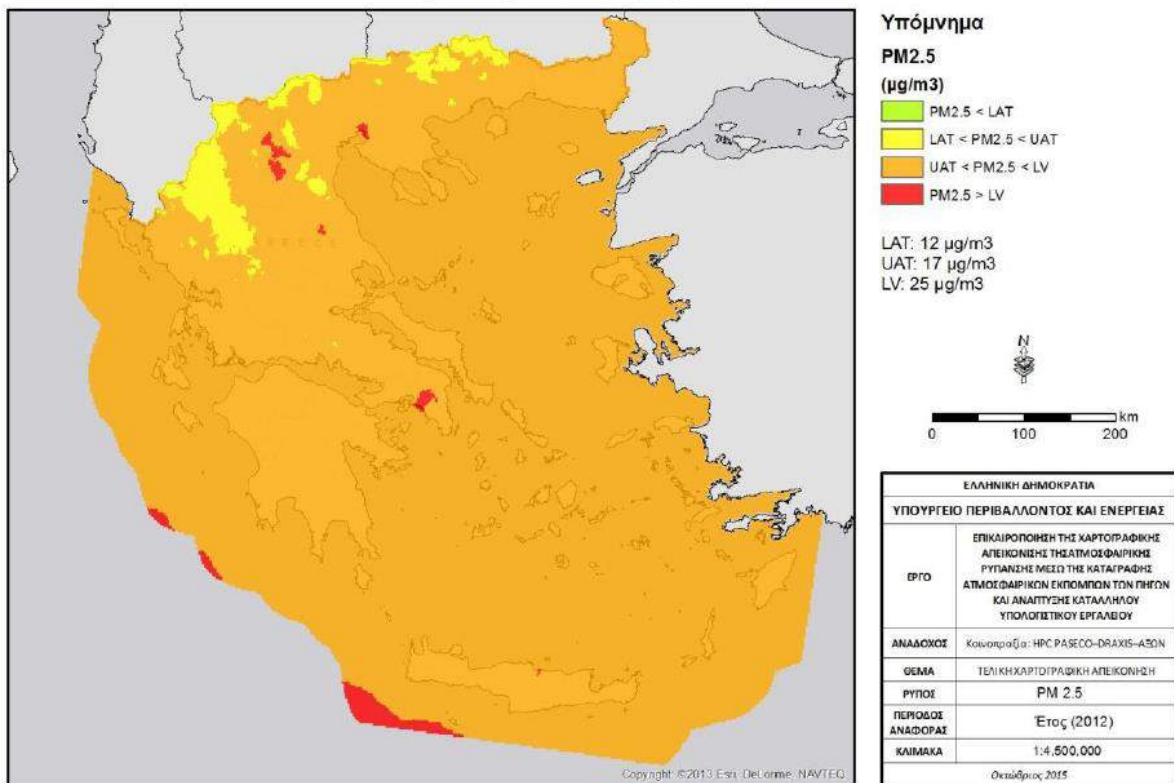 Υπόμνημα
PM2.5
(μg/m3)
PM2.5 < LAT
LAT < PM2.5 < UAT
UAT < PM2.5 < LV
PM2.5 > LV
LAT: 12 μg/m3
UAT: 17 μg/m3
LV: 25 μg/m3
N
km
0 100 200
ΕΛΛΗΝΙΚΗ ΔΗΜΟΚΡΑΤΙΑ
ΥΠΟΥΡΓΕΙΟ ΠΕΡΙΒΑΛΛΟΝΤΟΣ ΚΑΙ ΕΝΕΡΓΕΙΑΣ
ΕΡΓΟ
ΕΠΙΚΑΙΡΟΠΟΙΗΣΗ ΤΗΣ ΧΑΡΤΟΓΡΑΦΙΚΗΣ
ΑΠΕΙΚΟΝΙΣΗΣ ΤΗΣΑΤΜΟΣΦΑΙΡΙΚΗΣ
ΡΥΠΑΝΣΗΣ ΜΕΣΩ ΤΗΣ ΚΑΤΑΓΡΑΦΗΣ
ΑΤΜΟΣΦΑΙΡΙΚΩΝ ΕΚΠΟΜΠΩΝ ΤΩΝ ΠΗΓΩΝ
ΚΑΙ ΑΝΑΠΤΥΞΗΣ ΚΑΤΑΛΛΗΛΟΥ
ΥΠΟΛΟΓΙΣΤΙΚΟΥ ΕΡΓΑΛΕΙΟΥ
ΑΝΑΔΟΧΟΣ Κοινοπραξία: HPC PASECO–DRAXIS–ΑΞΩΝ
ΘΕΜΑ ΤΕΛΙΚΗ ΧΑΡΤΟΓΡΑΦΙΚΗ ΑΠΕΙΚΟΝΗΣΗ
ΡΥΠΟΣ PM 2.5
ΠΕΡΙΟΔΟΣ
ΑΝΑΦΟΡΑΣ Έτος (2012)
ΚΛΙΜΑΚΑ 1:4,500,000
Οκτώβριος 2015
Copyright: ©2013 Esri, DeLorme, NAVTEQ